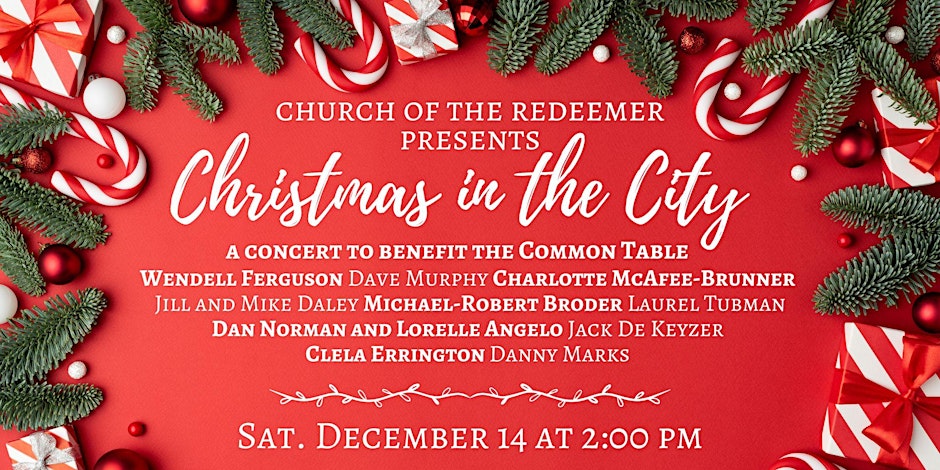 CHURCH OF THE REDEEMER
PRESENTS
Christmas in the City
A CONCERT TO BENEFIT THE COMMON TABLE
WENDELL FERGUSON DAVE MURPHY CHARLOTTE MCAFEE-BRUNNER
JILL AND MIKE DALEY MICHAEL-ROBERT BRODER LAUREL TUBMAN
DAN NORMAN AND LORELLE ANGELO JACK DE KEYZER
CLELA ERRINGTON DANNY MARKS
SAT. DECEMBER 14 AT 2:00 PM